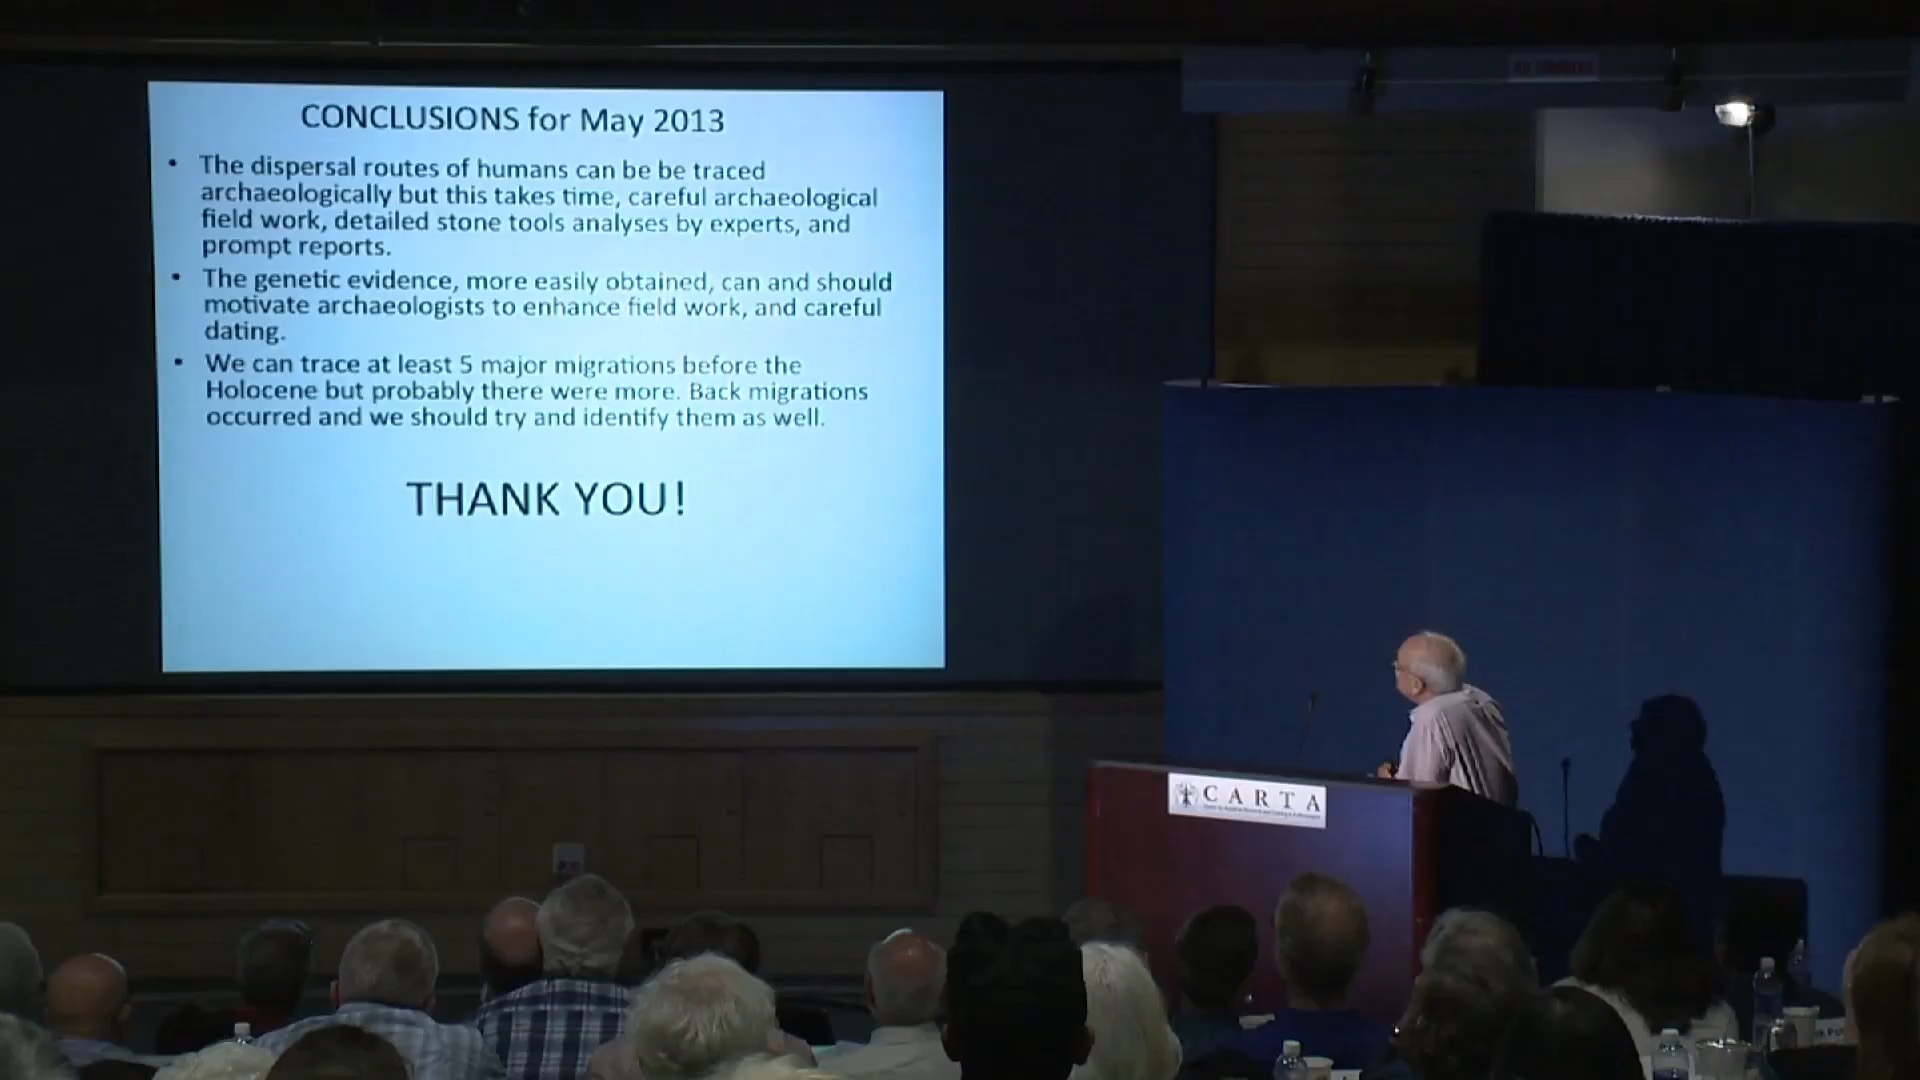 CONCLUSIONS for May 2013
• The dispersal routes of humans can be be traced
archaeologically but this takes time, careful archaeological
field work, detailed stone tools analyses by experts, and
prompt reports.
• The genetic evidence, more easily obtained, can and should
motivate archaeologists to enhance field work, and careful
dating.
• We can trace at least 5 major migrations before the
Holocene but probably there were more. Back migrations
occurred and we should try and identify them as well.
THANK YOU!
CARTA